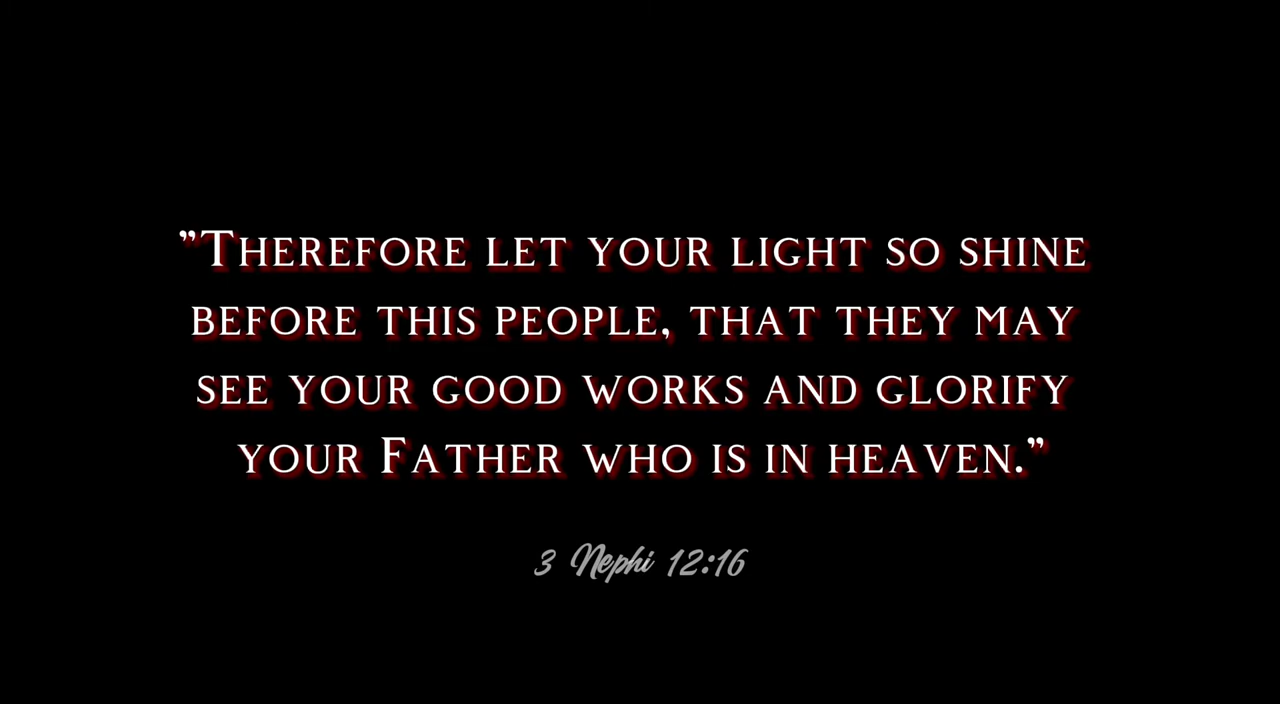 ”Therefore let your light so shine
before this people, that they may
see your good works and glorify
your Father who is in heaven.”
3 Nephi 12:16